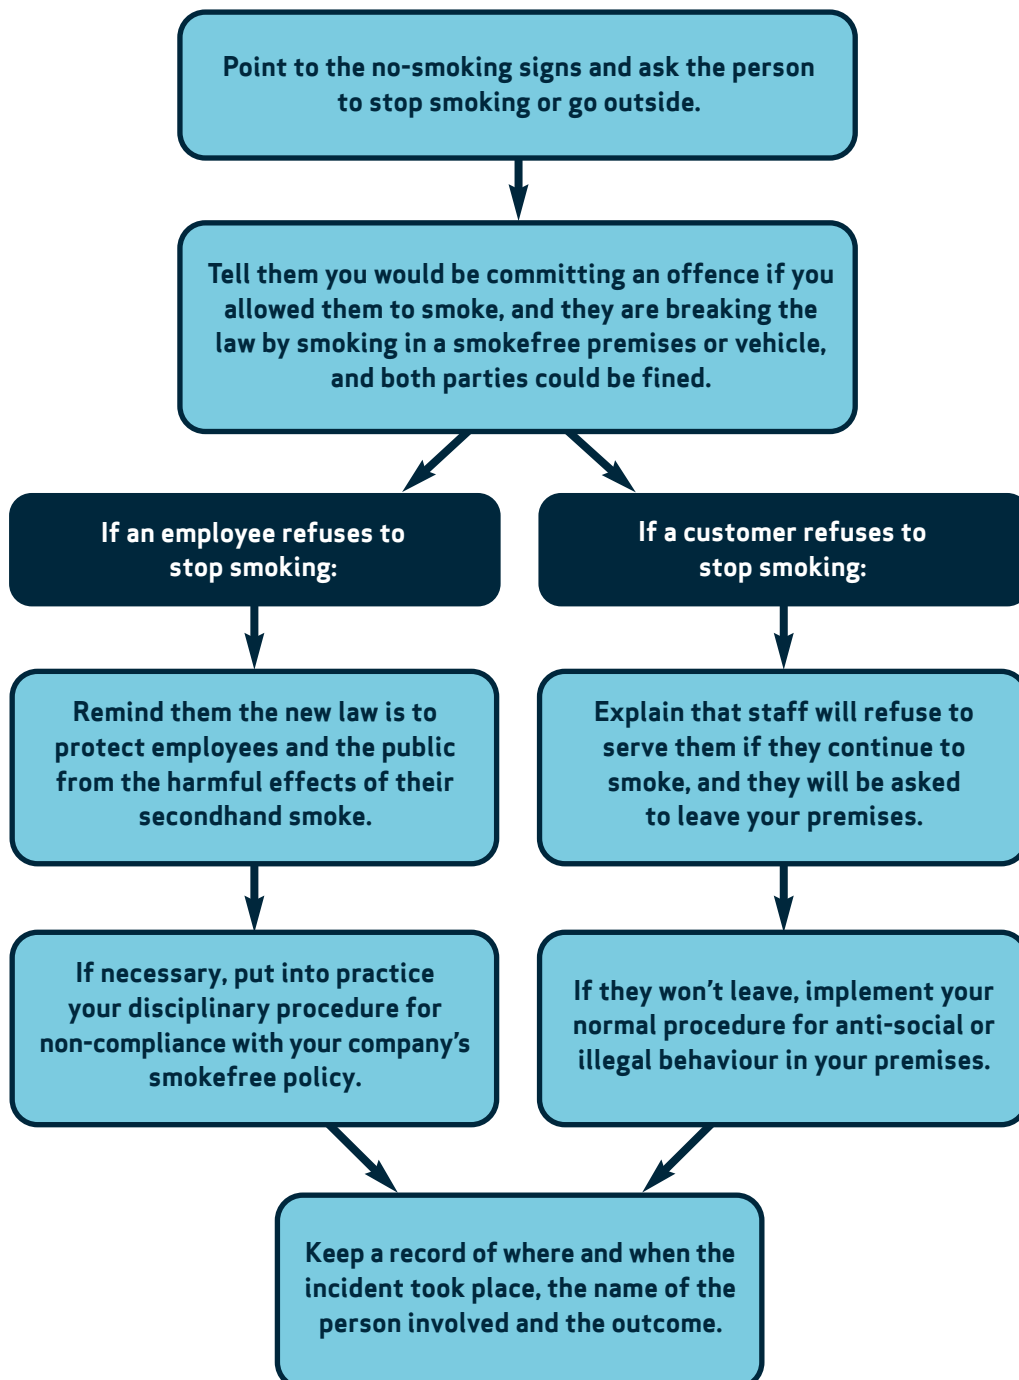 Point to the no-smoking signs and ask the person
to stop smoking or go outside.
Tell them you would be committing an offence if you
allowed them to smoke, and they are breaking the
law by smoking in a smokefree premises or vehicle,
and both parties could be fined.
If an employee refuses to
stop smoking:
Remind them the new law is to
protect employees and the public
from the harmful effects of their
secondhand smoke.
If necessary, put into practice
your disciplinary procedure for
non-compliance with your company’s
smokefree policy.
If a customer refuses to
stop smoking:
Explain that staff will refuse to
serve them if they continue to
smoke, and they will be asked
to leave your premises.
If they won’t leave, implement your
normal procedure for anti-social or
illegal behaviour in your premises.
Keep a record of where and when the
incident took place, the name of the
person involved and the outcome.